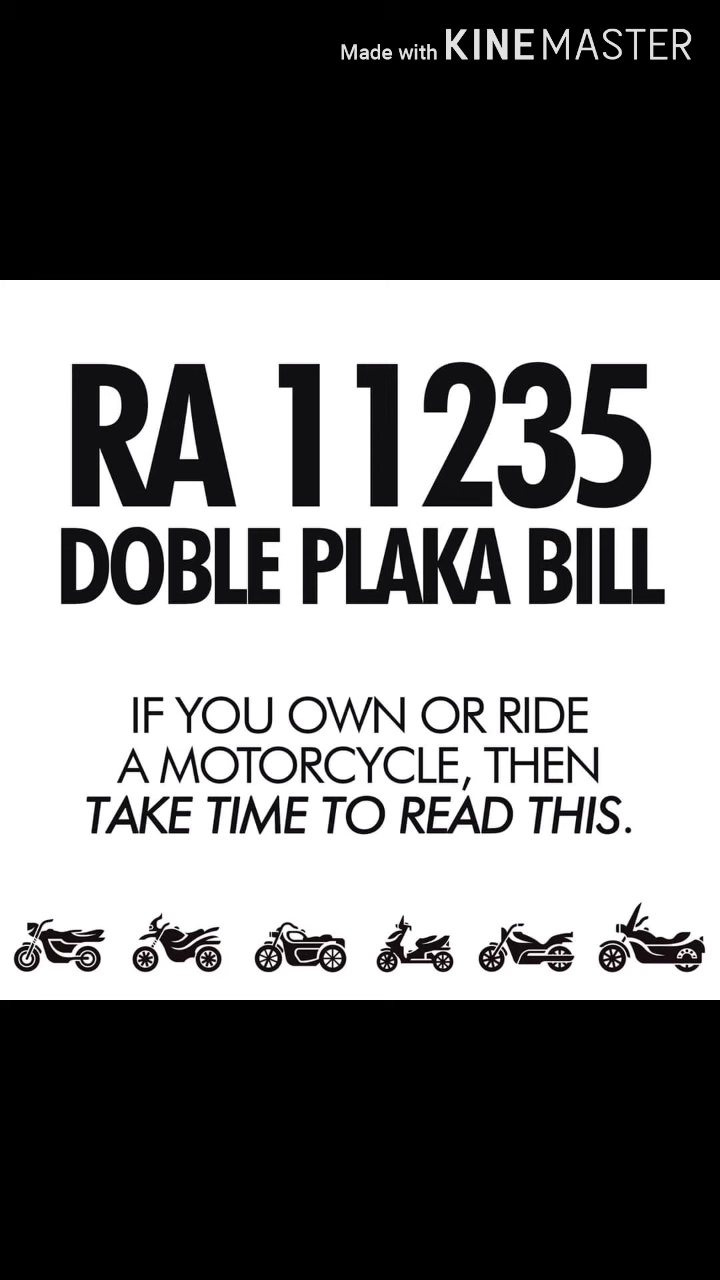 Made with KINEMASTER
RA 11235
DOBLE PLAKA BILL
IF YOU OWN OR RIDE
A MOTORCYCLE, THEN
TAKE TIME TO READ THIS.